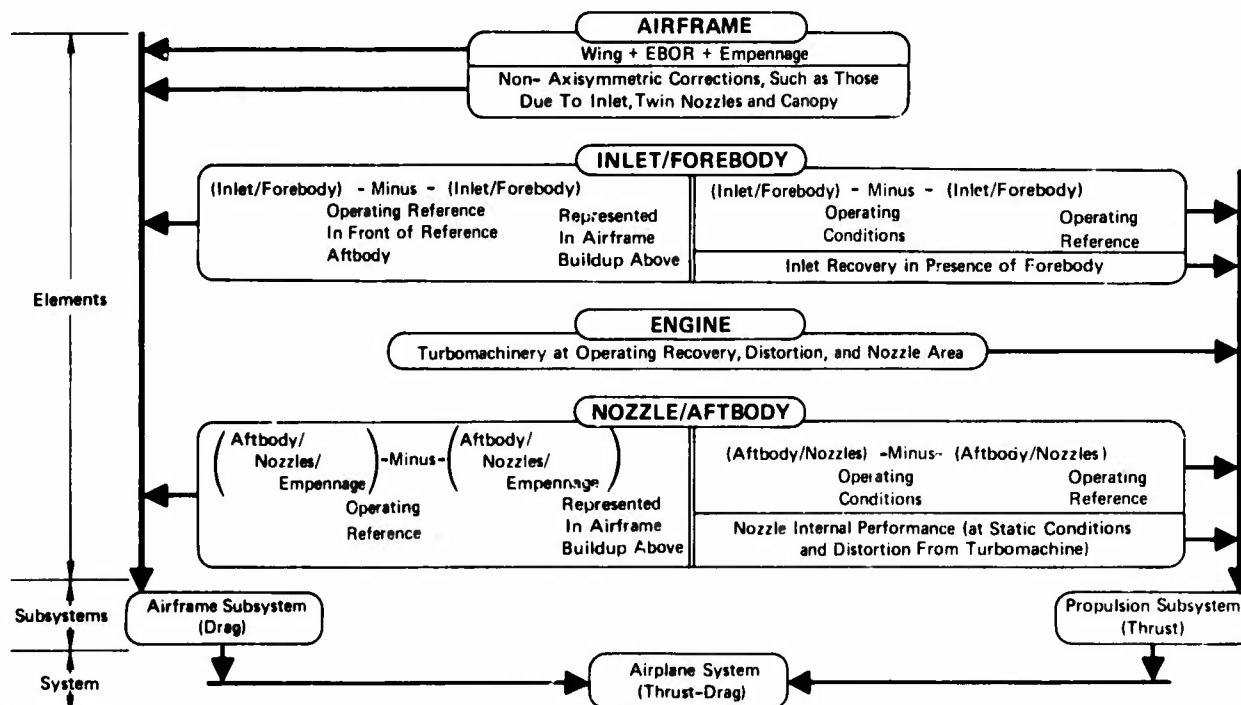 AIRFRAME
Wing + EBOR + Empennage
Non- Axisymmetric Corrections, Such as Those
Due To Inlet, Twin Nozzles and Canopy
INLET/FOREBODY
(Inlet/Forebody) - Minus - (Inlet/Forebody)
Operating Reference
In Front of Reference
Aftbody
Represented
In Airframe
Buildup Above
(Inlet/Forebody) - Minus - (Inlet/Forebody)
Operating
Conditions
Operating
Reference
Inlet Recovery in Presence of Forebody
Elements
ENGINE
Turbomachinery at Operating Recovery, Distortion, and Nozzle Area
NOZZLE/AFTBODY
(Aftbody/
Nozzles/
Empennage)
-Minus-
(Aftbody/
Nozzles/
Empennage)
Operating
Reference
Represented
In Airframe
Buildup Above
(Aftbody/Nozzles) -Minus- (Aftbody/Nozzles)
Operating
Conditions
Operating
Reference
Nozzle Internal Performance (at Static Conditions
and Distortion From Turbomachine)
Subsystems
Airframe Subsystem
(Drag)
Propulsion Subsystem
(Thrust)
System
Airplane System
(Thrust-Drag)